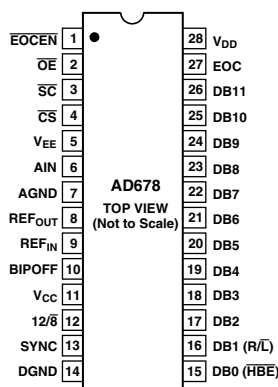 EOCEN 1
OE 2
SC 3
CS 4
VEE 5
AIN 6
AGND 7
REFOUT 8
REFIN 9
BIPOFF 10
VCC 11
12/8 12
SYNC 13
DGND 14
AD678
TOP VIEW
(Not to Scale)
28 VDD
27 EOC
26 DB11
25 DB10
24 DB9
23 DB8
22 DB7
21 DB6
20 DB5
19 DB4
18 DB3
17 DB2
16 DB1 (R/L)
15 DB0 (HBE)